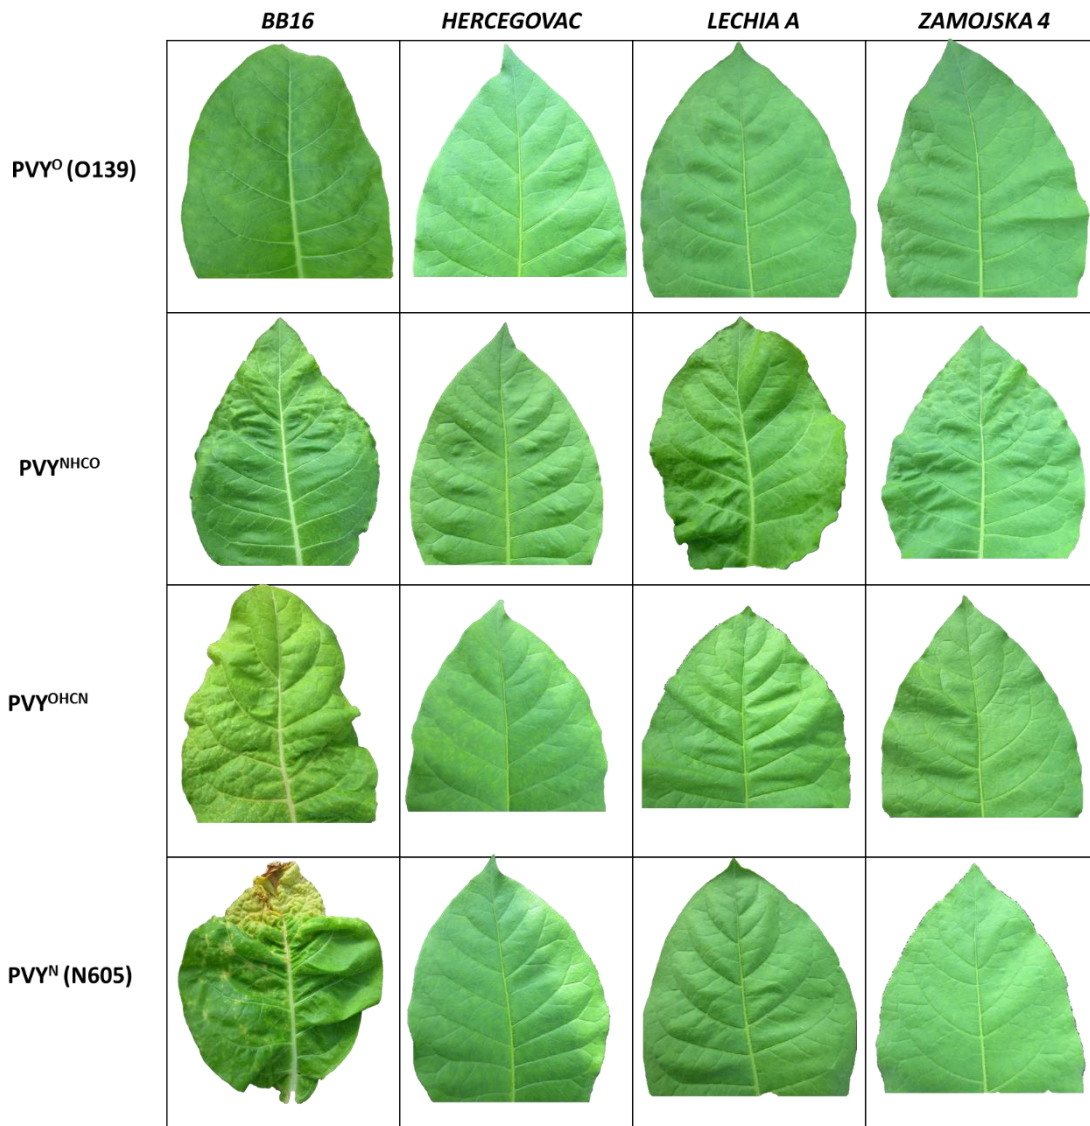 BB16 HERCEGOVAC LECHIA A ZAMOJSKA 4
PVYᴼ (O139)
PVYᴺᴴᶜᴼ
PVYᴼᴴᶜᴺ
PVYᴺ (N605)